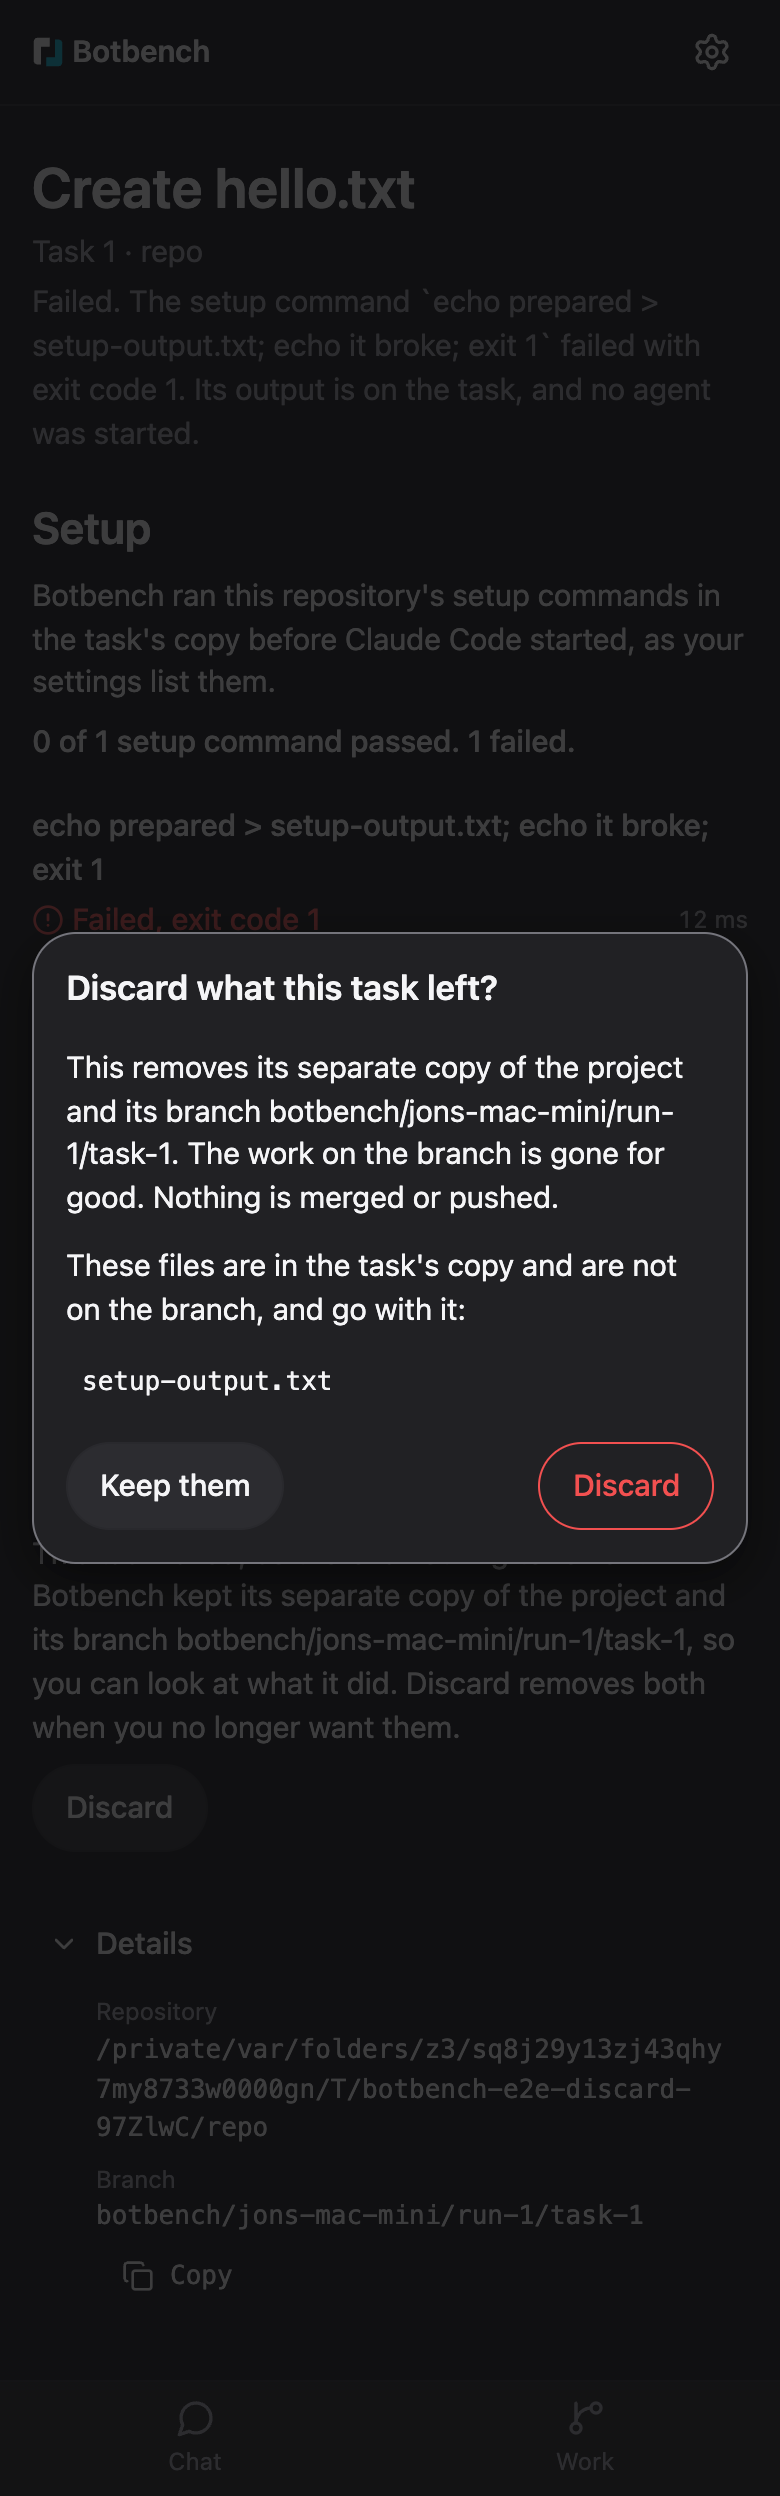 Botbench
Create hello.txt
Task 1 · repo
Failed. The setup command `echo prepared >
setup-output.txt; echo it broke; exit 1` failed with
exit code 1. Its output is on the task, and no agent
was started.
Setup
Botbench ran this repository's setup commands in
the task's copy before Claude Code started, as your
settings list them.
0 of 1 setup command passed. 1 failed.
echo prepared > setup-output.txt; echo it broke;
exit 1
Failed, exit code 1
12 ms
Discard what this task left?
This removes its separate copy of the project
and its branch botbench/jons-mac-mini/run-
1/task-1. The work on the branch is gone for
good. Nothing is merged or pushed.
These files are in the task's copy and are not
on the branch, and go with it:
setup-output.txt
Keep them
Discard
Botbench kept its separate copy of the project and
its branch botbench/jons-mac-mini/run-1/task-1, so
you can look at what it did. Discard removes both
when you no longer want them.
Discard
Details
Repository
/private/var/folders/z3/sq8j29y13zj43qhy
7my8733w0000gn/T/botbench-e2e-discard-
97ZlwC/repo
Branch
botbench/jons-mac-mini/run-1/task-1
Copy
Chat
Work